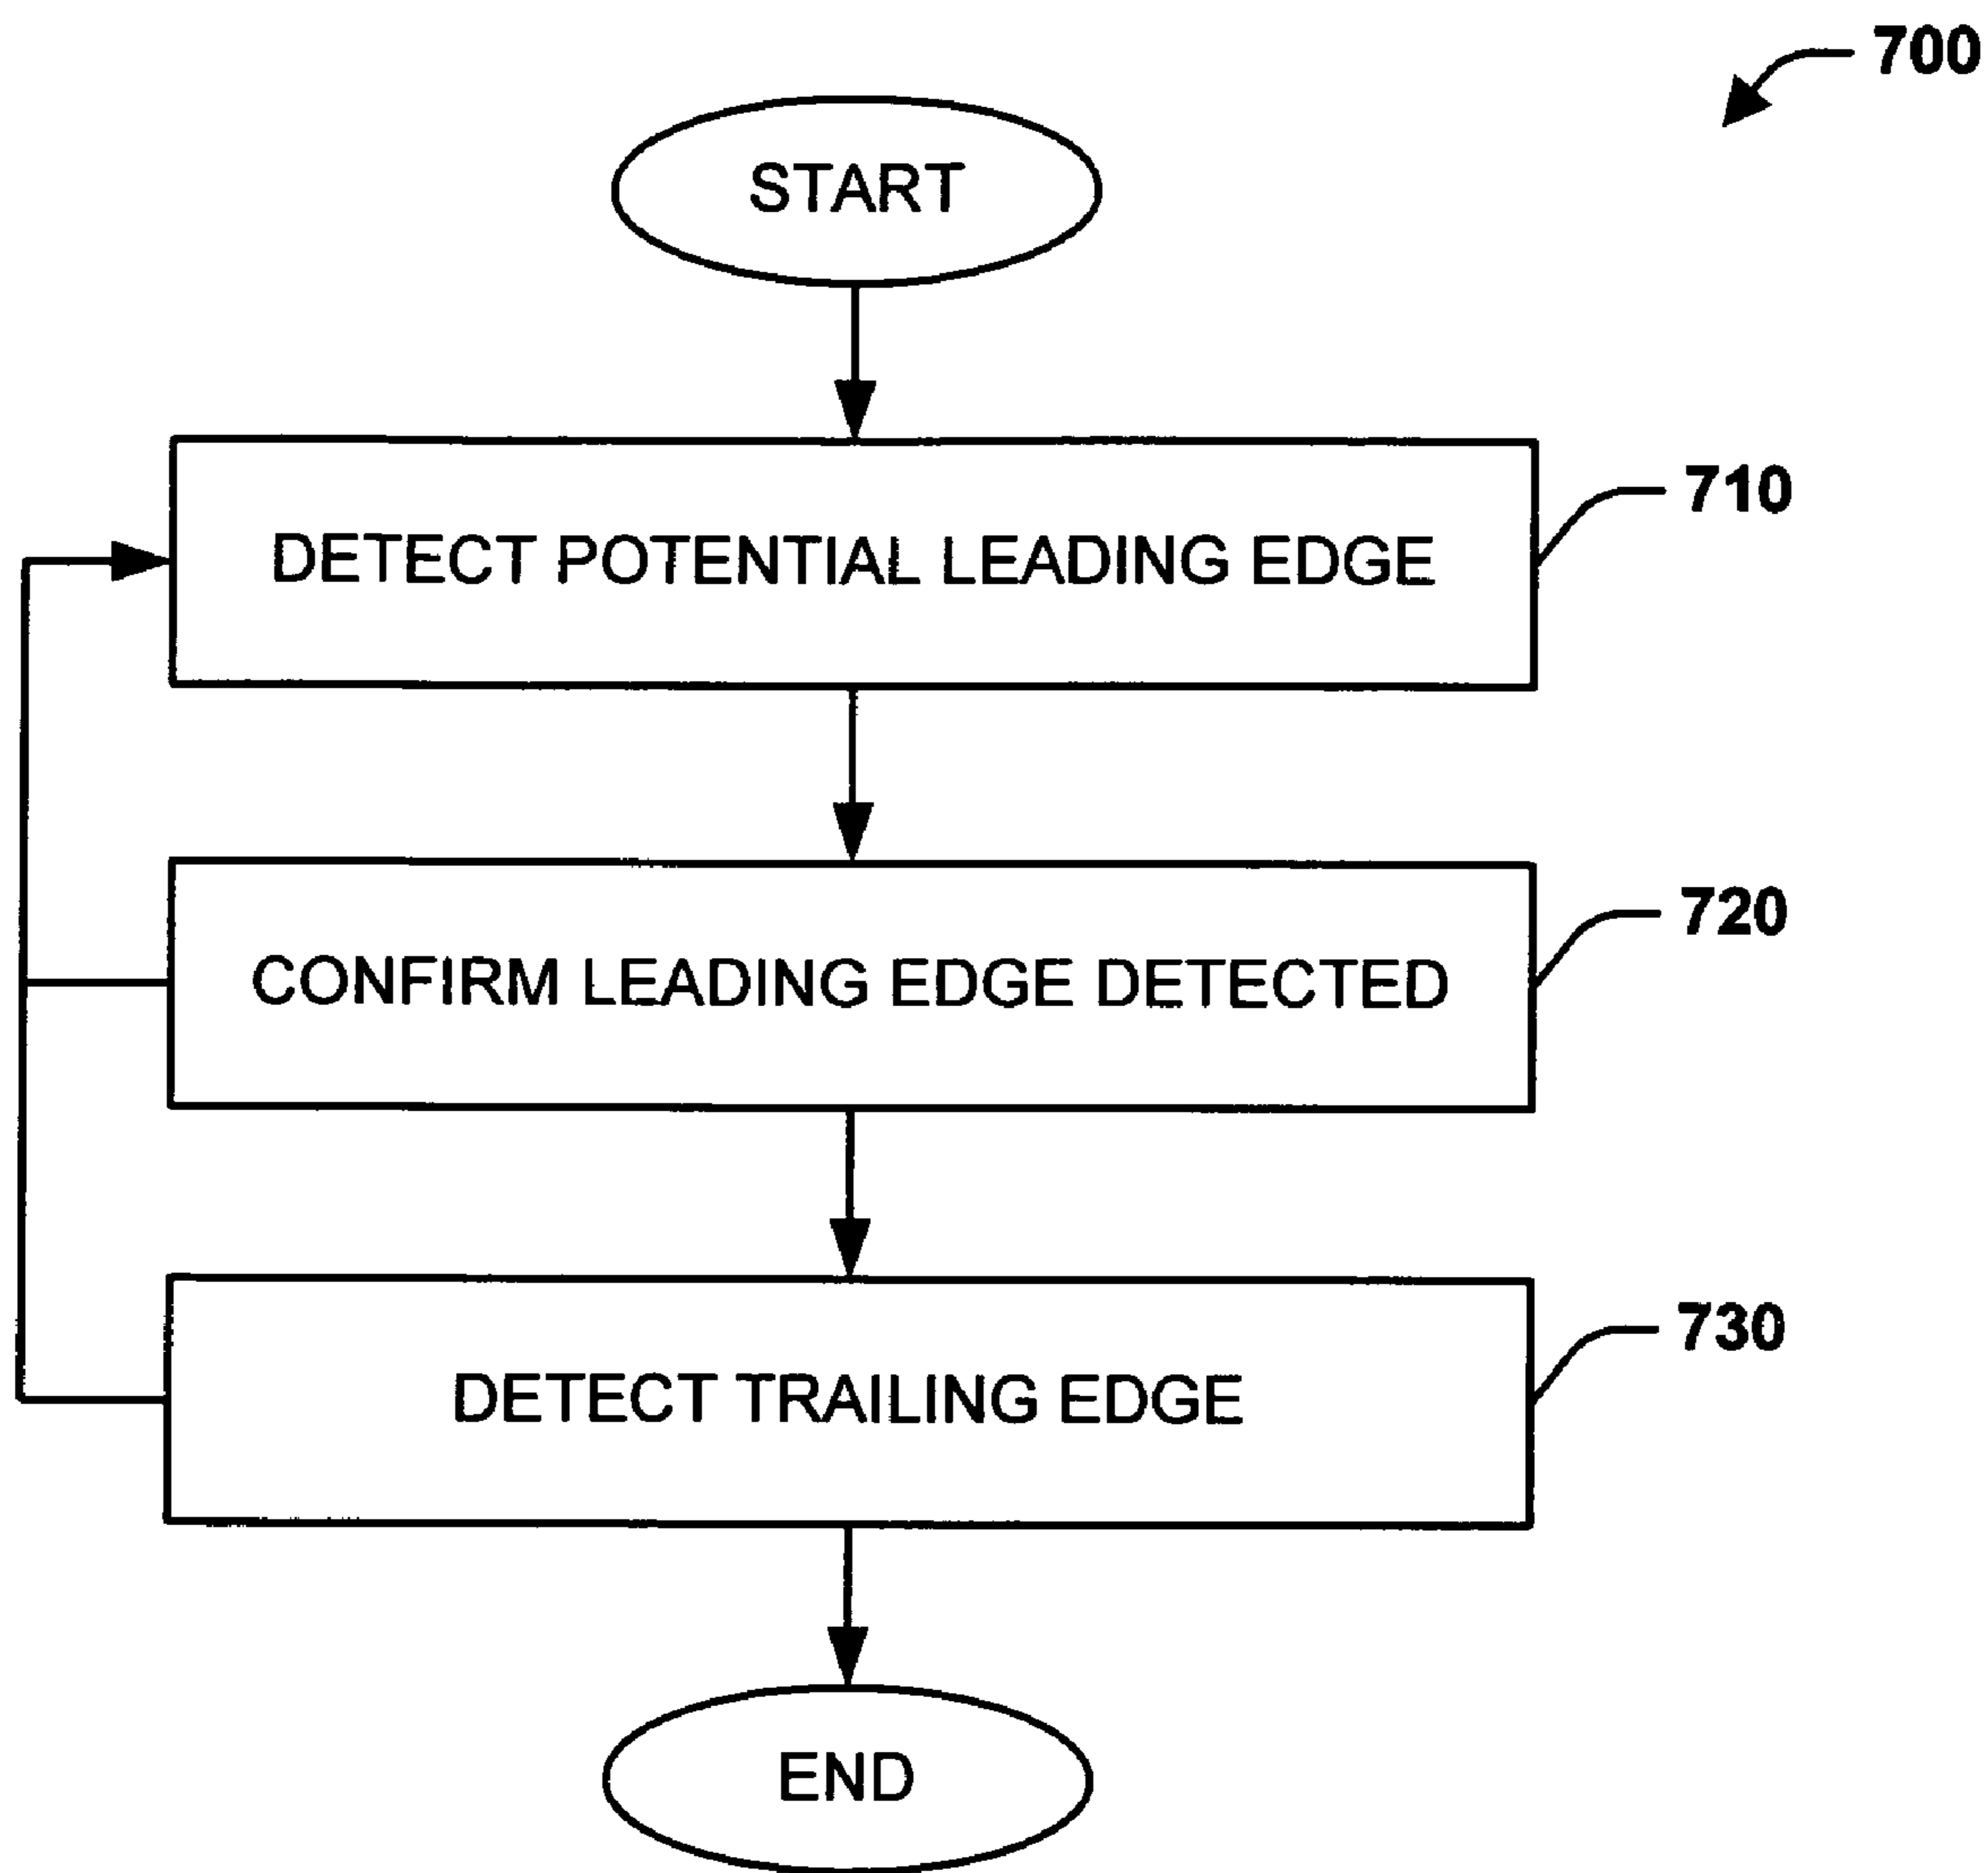 700
START
DETECT POTENTIAL LEADING EDGE
710
CONFIRM LEADING EDGE DETECTED
720
DETECT TRAILING EDGE
730
END